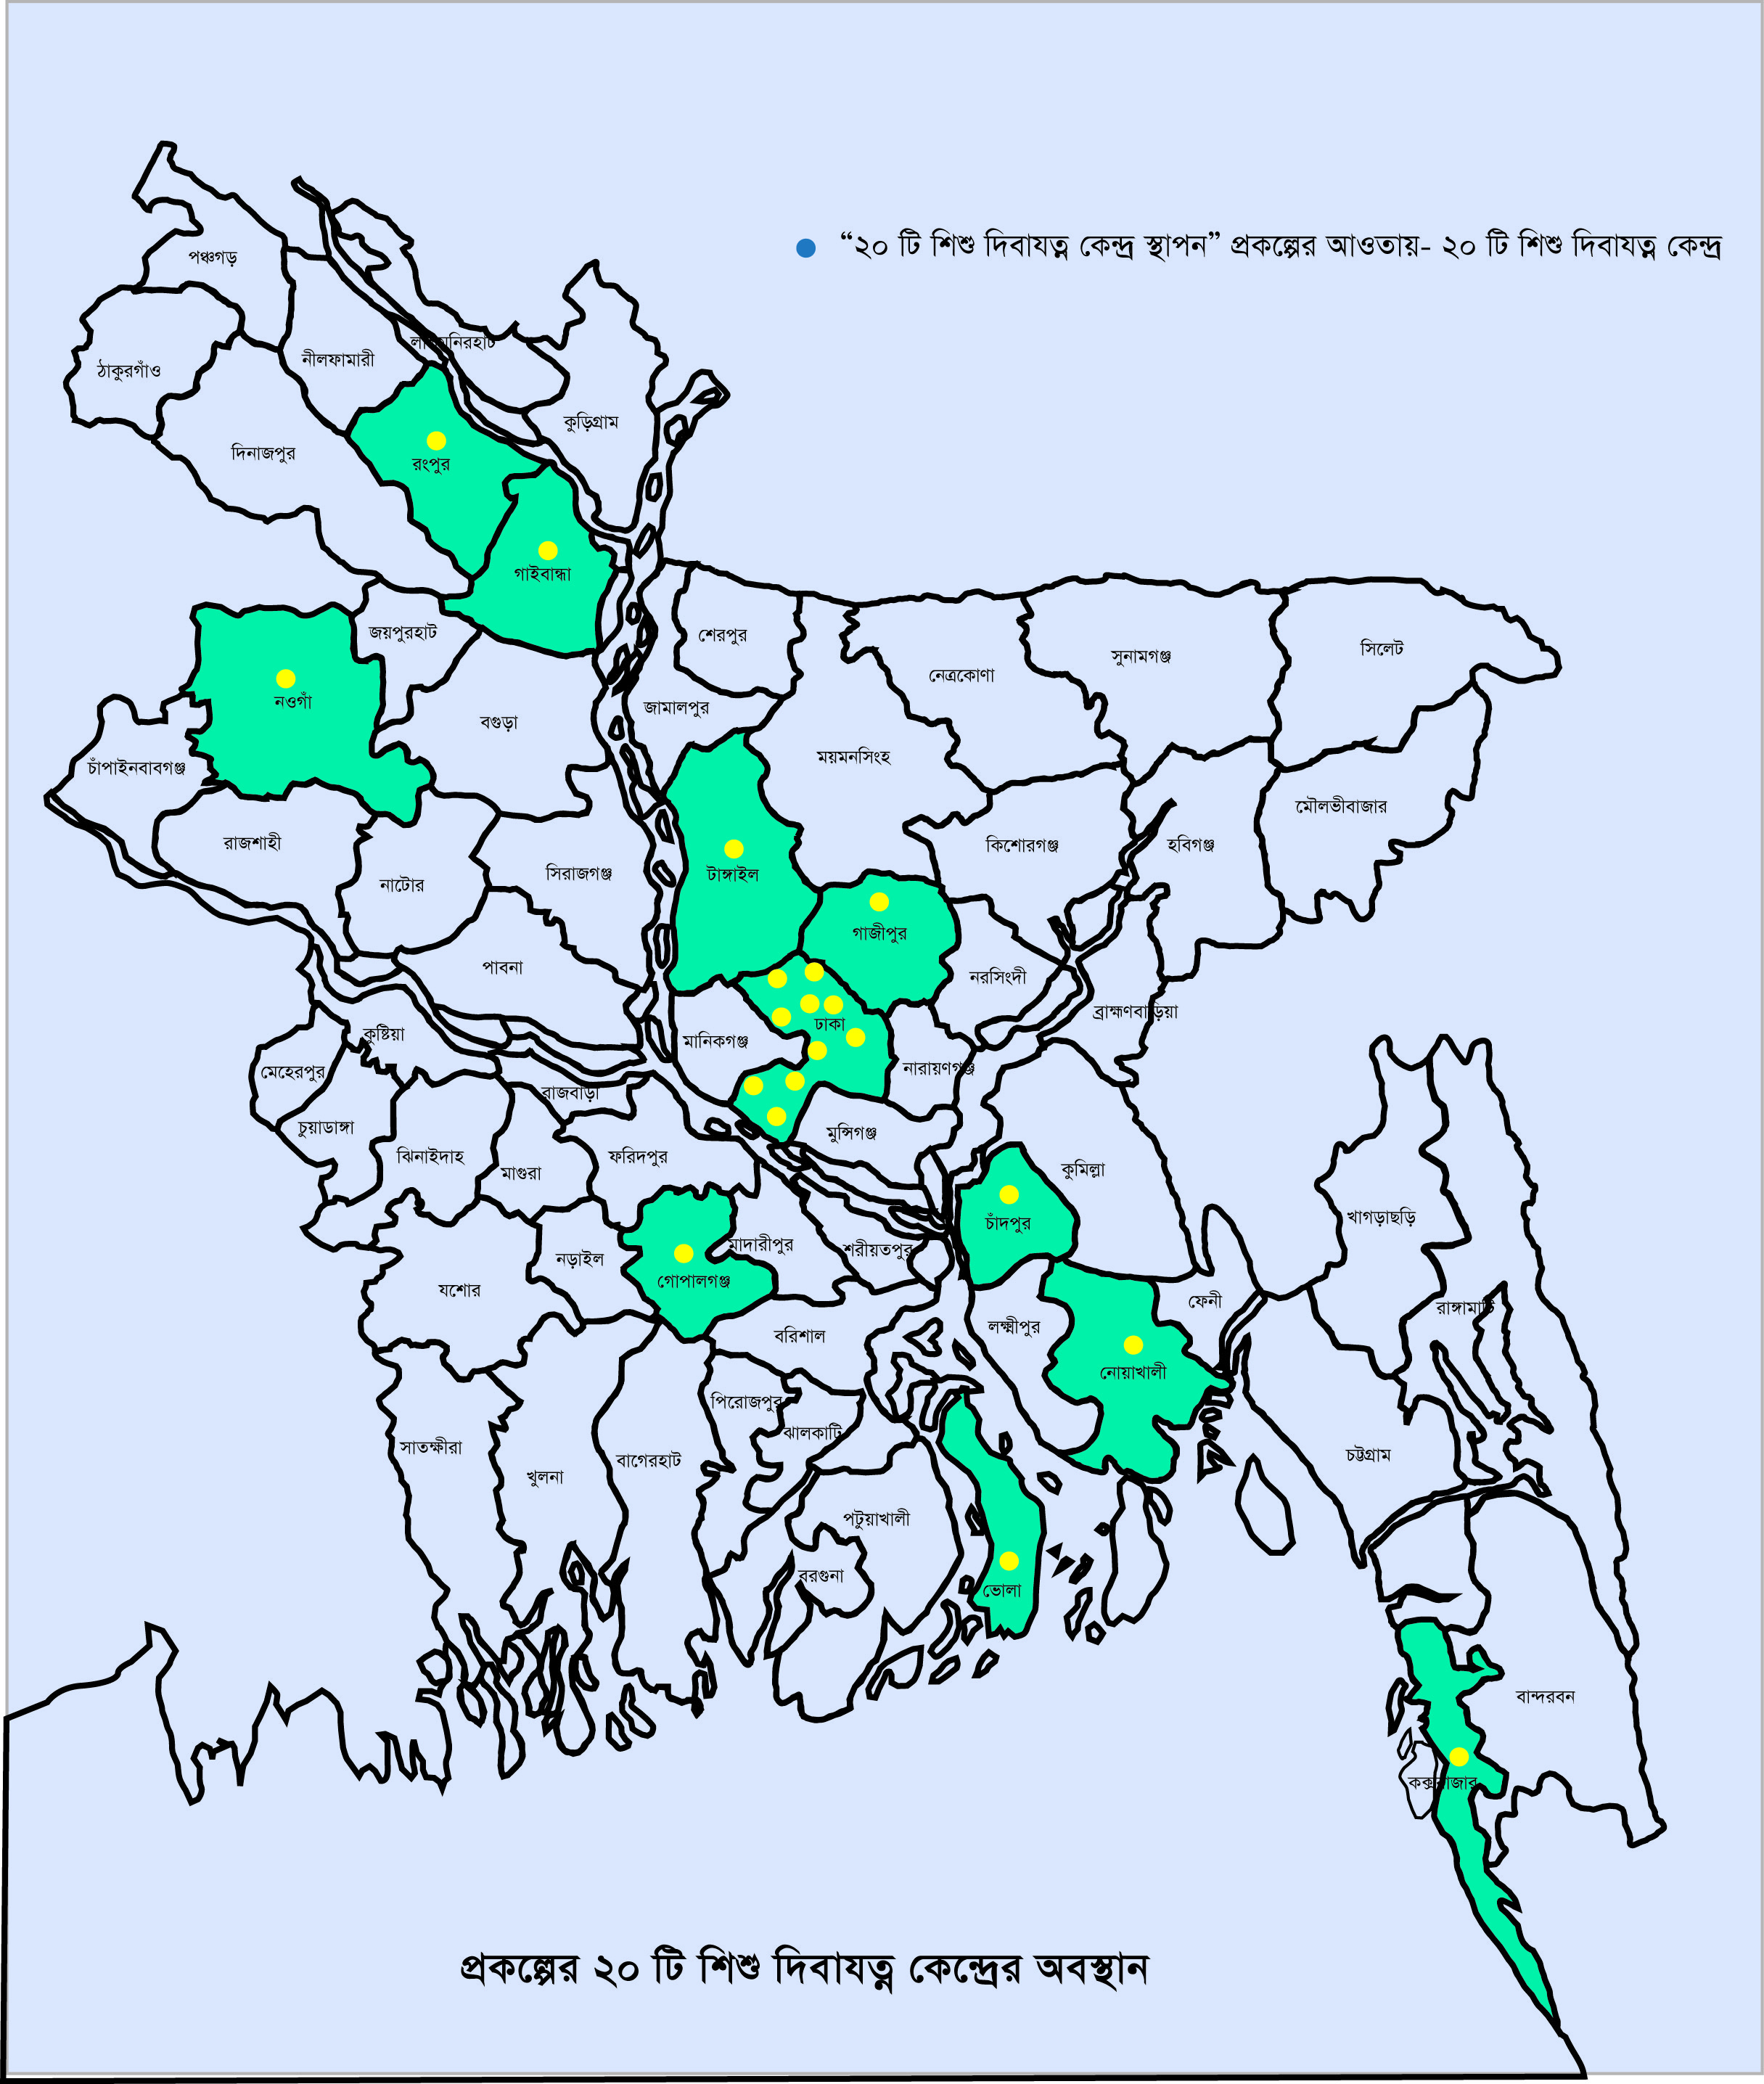 “২০ টি শিশু দিবাযত্ন কেন্দ্র স্থাপন” প্রকল্পের আওতায়- ২০ টি শিশু দিবাযত্ন কেন্দ্র
পঞ্চগড়
ঠাকুরগাঁও
নীলফামারী
লালমনিরহাট
দিনাজপুর
কুড়িগ্রাম
রংপুর
গাইবান্ধা
জয়পুরহাট
শেরপুর
নেত্রকোণা
সুনামগঞ্জ
সিলেট
নওগাঁ
বগুড়া
জামালপুর
ময়মনসিংহ
চাঁপাইনবাবগঞ্জ
মৌলভীবাজার
রাজশাহী
নাটোর
সিরাজগঞ্জ
টাঙ্গাইল
কিশোরগঞ্জ
হবিগঞ্জ
গাজীপুর
পাবনা
নরসিংদী
ব্রাহ্মণবাড়িয়া
কুষ্টিয়া
মানিকগঞ্জ
ঢাকা
মেহেরপুর
রাজবাড়ী
নারায়ণগঞ্জ
চুয়াডাঙ্গা
ঝিনাইদাহ
মাগুরা
ফরিদপুর
মুন্সিগঞ্জ
কুমিল্লা
খাগড়াছড়ি
চাঁদপুর
নড়াইল
মাদারীপুর
শরীয়তপুর
যশোর
গোপালগঞ্জ
ফেনী
রাঙ্গামাটি
বরিশাল
লক্ষ্মীপুর
নোয়াখালী
পিরোজপুর
ঝালকাটি
সাতক্ষীরা
খুলনা
বাগেরহাট
চট্টগ্রাম
পটুয়াখালী
বরগুনা
ভোলা
বান্দরবন
কক্সবাজার
প্রকল্পের ২০ টি শিশু দিবাযত্ন কেন্দ্রের অবস্থান